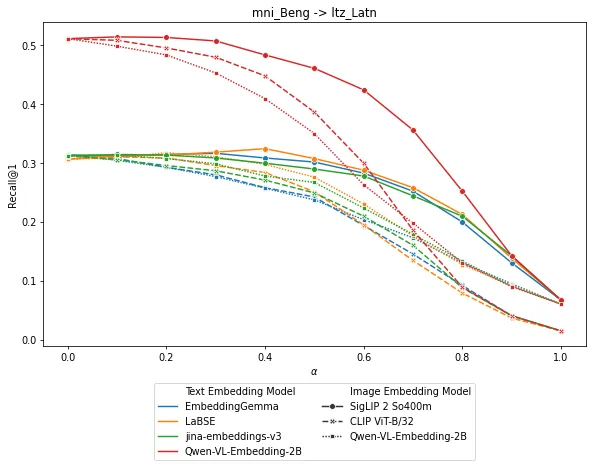 mni_Beng -> ltz_Latn
Recall@1
0.5
0.4
0.3
0.2
0.1
0.0
0.0 0.2 0.4 0.6 0.8 1.0
α
Text Embedding Model Image Embedding Model
EmbeddingGemma SigLIP 2 So400m
LaBSE CLIP ViT-B/32
jina-embeddings-v3 Qwen-VL-Embedding-2B
Qwen-VL-Embedding-2B